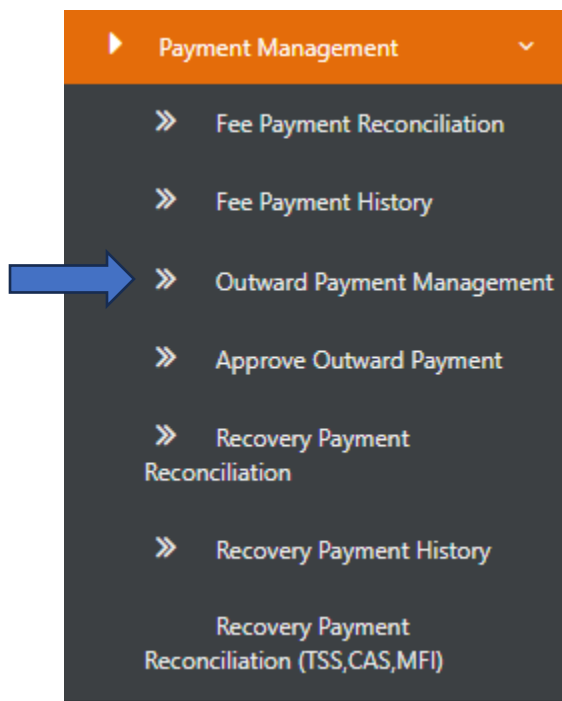 Payment Management
Fee Payment Reconciliation
Fee Payment History
Outward Payment Management
Approve Outward Payment
Recovery Payment
Reconciliation
Recovery Payment History
Recovery Payment
Reconciliation (TSS,CAS,MFI)